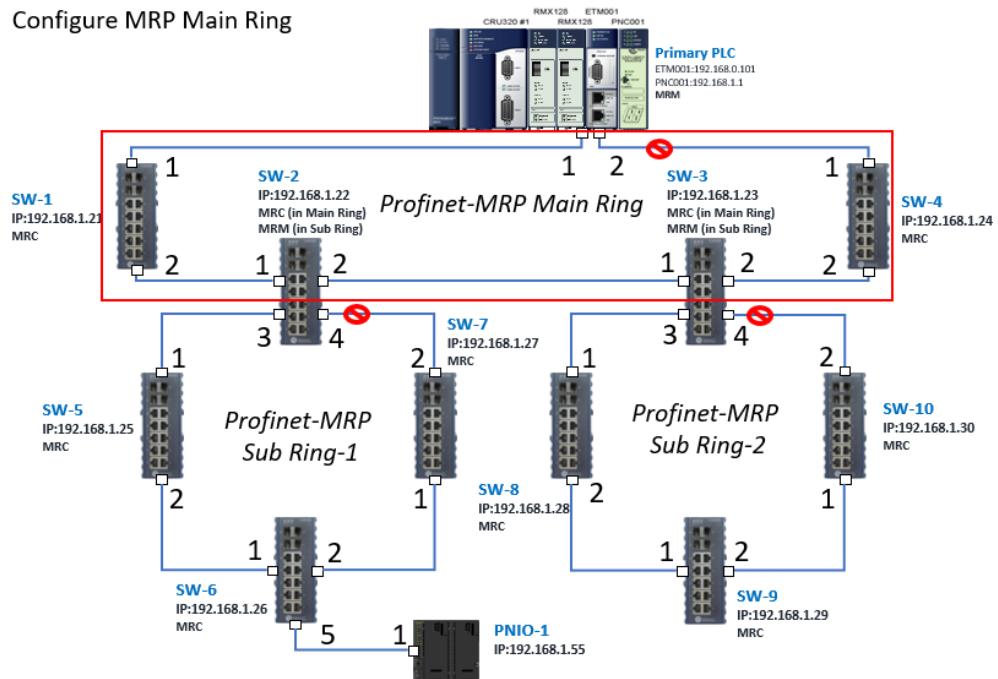 Configure MRP Main Ring
RMX128 ETM001
CRU320 #1 RMX128 PNC001
Primary PLC
ETM001:192.168.0.101
PNC001:192.168.1.1
MRM
1
1
2
1
SW-1
IP:192.168.1.21
MRC
SW-2
IP:192.168.1.22
MRC (in Main Ring)
MRM (in Sub Ring)
Profinet-MRP Main Ring
SW-3
IP:192.168.1.23
MRC (in Main Ring)
MRM (in Sub Ring)
SW-4
IP:192.168.1.24
MRC
2
1
2
1
2
2
3
4
3
4
1
2
1
2
SW-7
IP:192.168.1.27
MRC
SW-5
IP:192.168.1.25
MRC
Profinet-MRP
Sub Ring-1
Profinet-MRP
Sub Ring-2
SW-10
IP:192.168.1.30
MRC
2
1
2
1
SW-8
IP:192.168.1.28
MRC
1
2
1
2
SW-6
IP:192.168.1.26
MRC
SW-9
IP:192.168.1.29
MRC
5
1
PNIO-1
IP:192.168.1.55